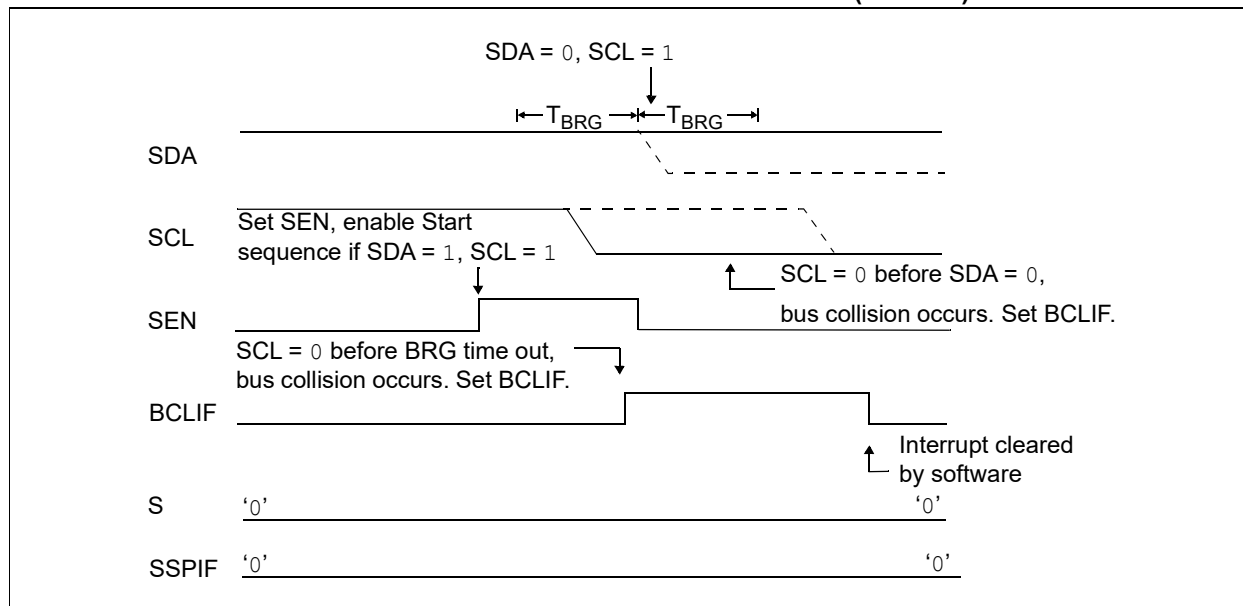 SDA = 0, SCL = 1
TBRG TBRG
SDA
SCL
Set SEN, enable Start
sequence if SDA = 1, SCL = 1
SCL = 0 before SDA = 0,
bus collision occurs. Set BCLIF.
SEN
SCL = 0 before BRG time out,
bus collision occurs. Set BCLIF.
BCLIF
Interrupt cleared
by software
S ‘0’ ‘0’
SSPIF ‘0’ ‘0’